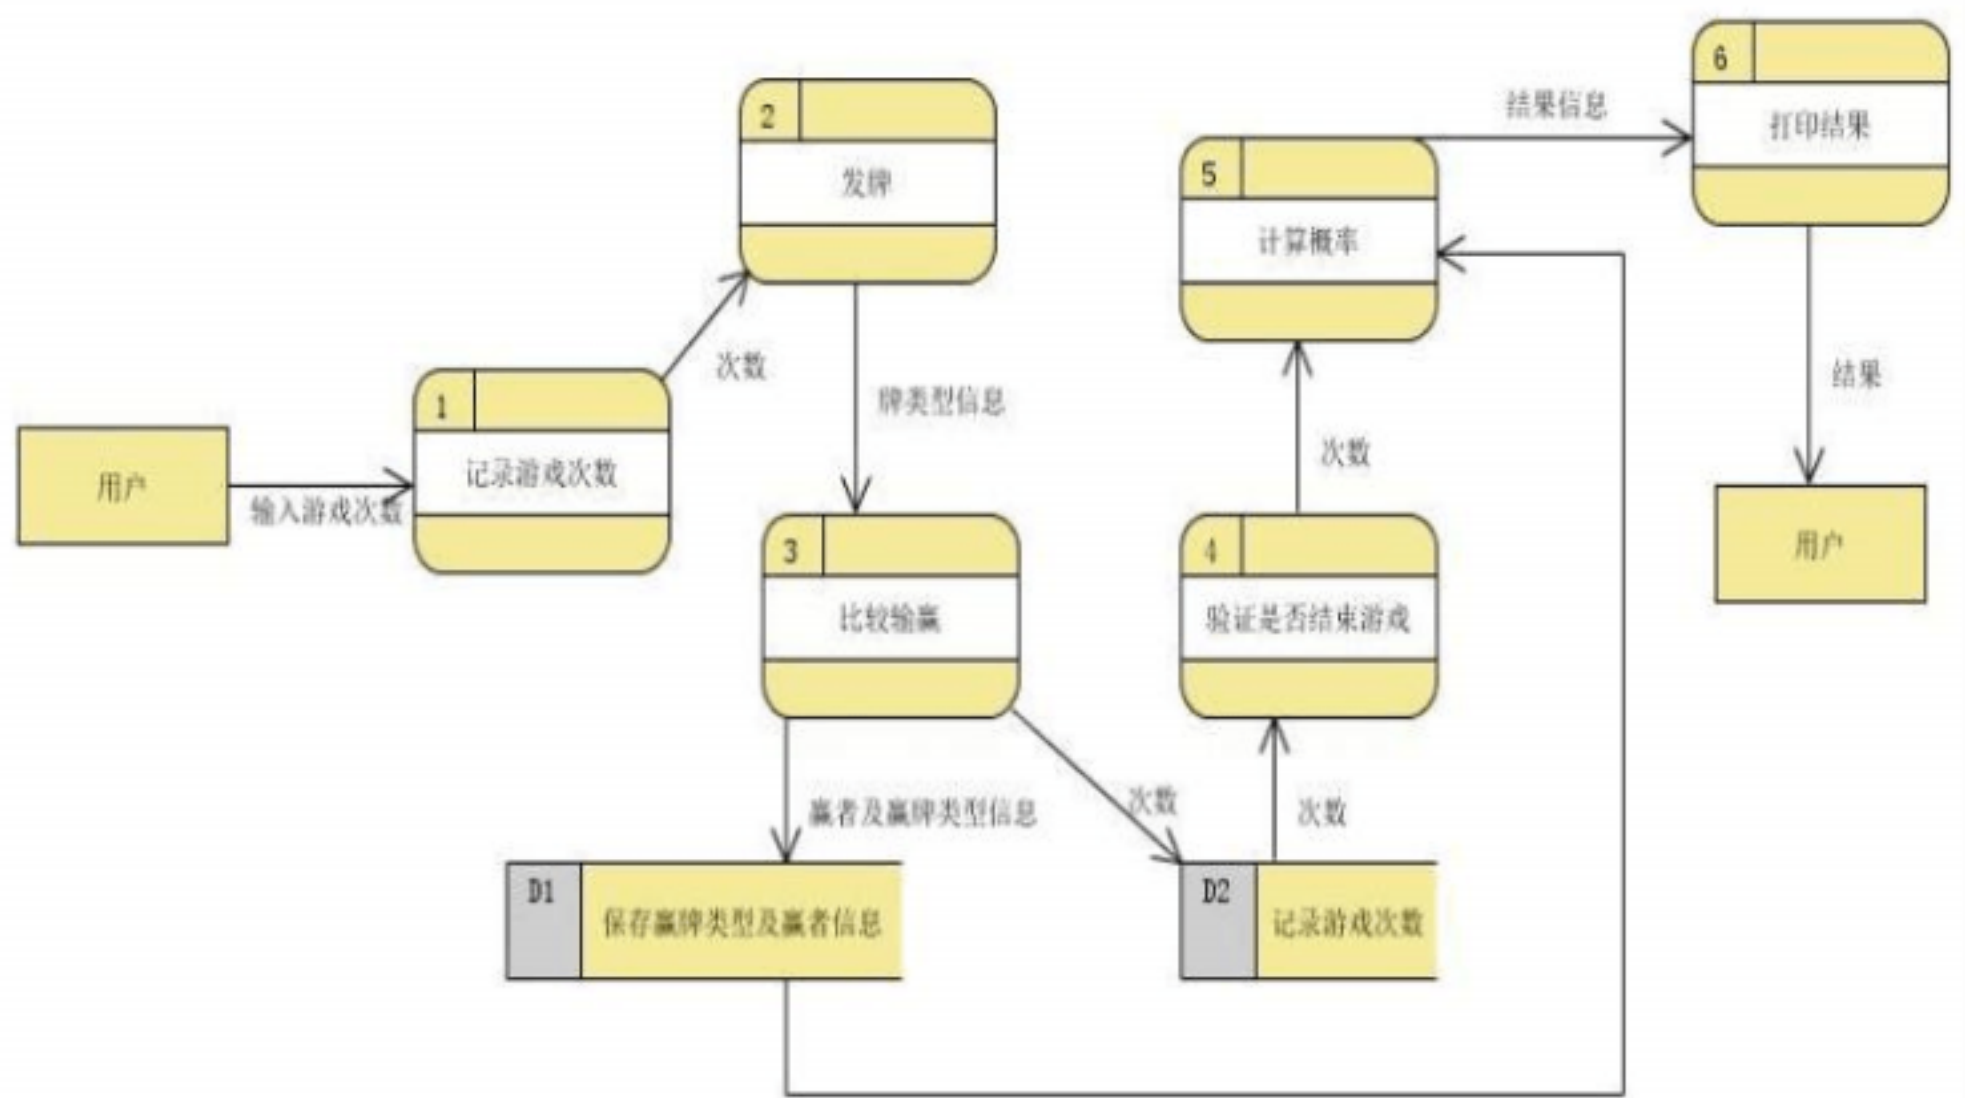 用户
输入游戏次数
1
记录游戏次数
次数
2
发牌
牌类型信息
3
比较输赢
赢者及赢牌类型信息
次数
D1
保存赢牌类型及赢者信息
D2
记录游戏次数
次数
4
验证是否结束游戏
次数
5
计算概率
结果信息
6
打印结果
结果
用户